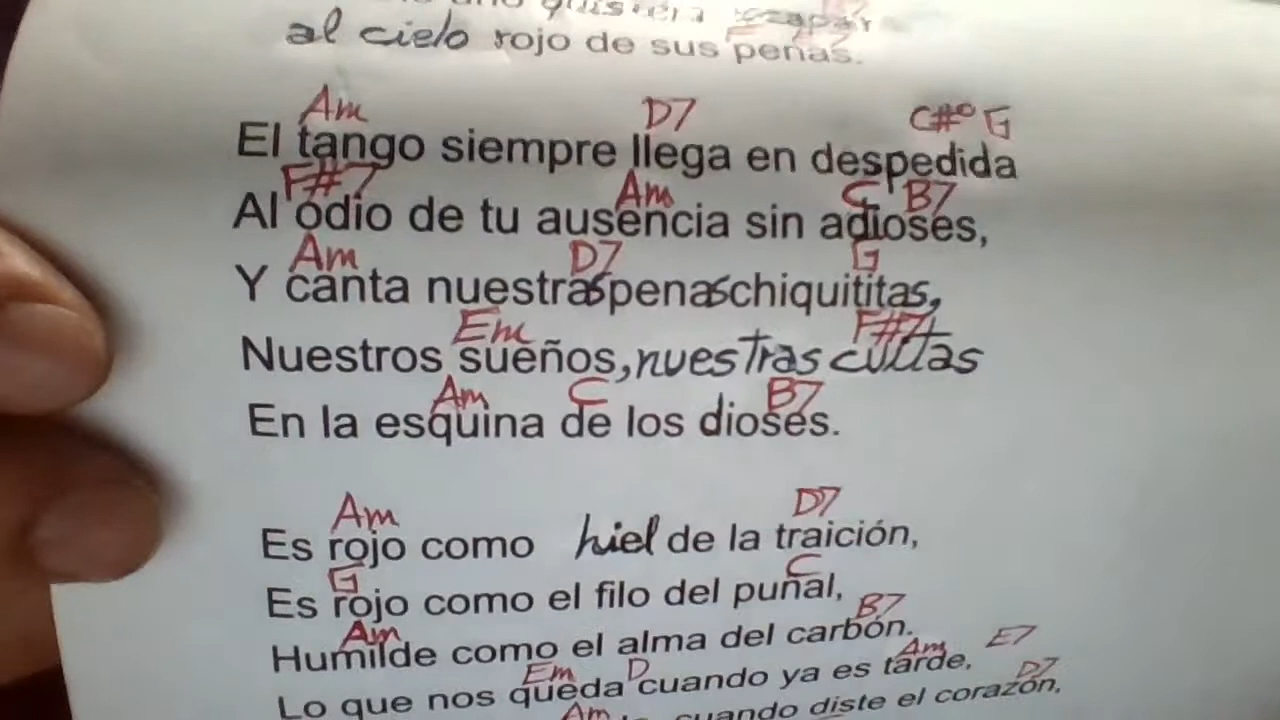 quisiera escapar
al cielo rojo de sus penas.
Am D7 C#° G
El tango siempre llega en despedida
F#7 Am C B7
Al odio de tu ausencia sin adioses,
Am D7 G
Y canta nuestras penas chiquititas,
Em F#7
Nuestros sueños, nuestras cuitas
Am C B7
En la esquina de los dioses.
Am D7
Es rojo como hiel de la traición,
G C
Es rojo como el filo del puñal,
Am B7
Humilde como el alma del carbón.
Em D Am E7
Lo que nos queda cuando ya es tarde,
Am D7
cuando diste el corazón,